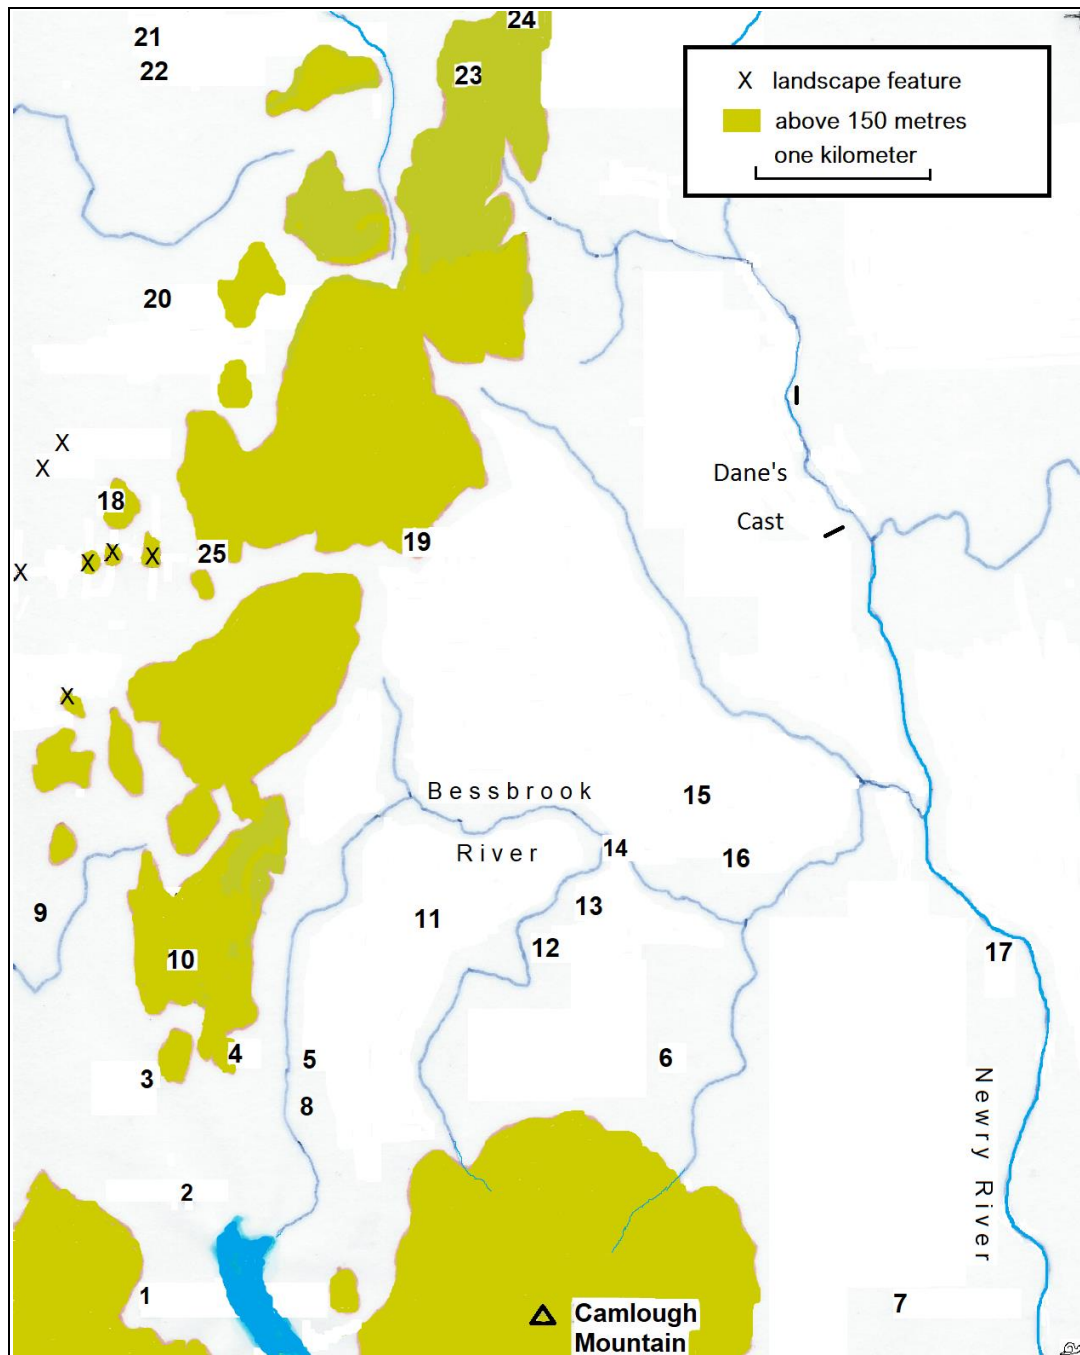 24
21
23
22
X landscape feature
above 150 metres
one kilometer
20
X
X
Dane's
18
Cast
19
25
X
X
X
X
X
Bessbrook
15
River
14
16
13
9
11
12
17
10
4
5
6
3
8
Newry River
2
1
7
Camlough
Mountain